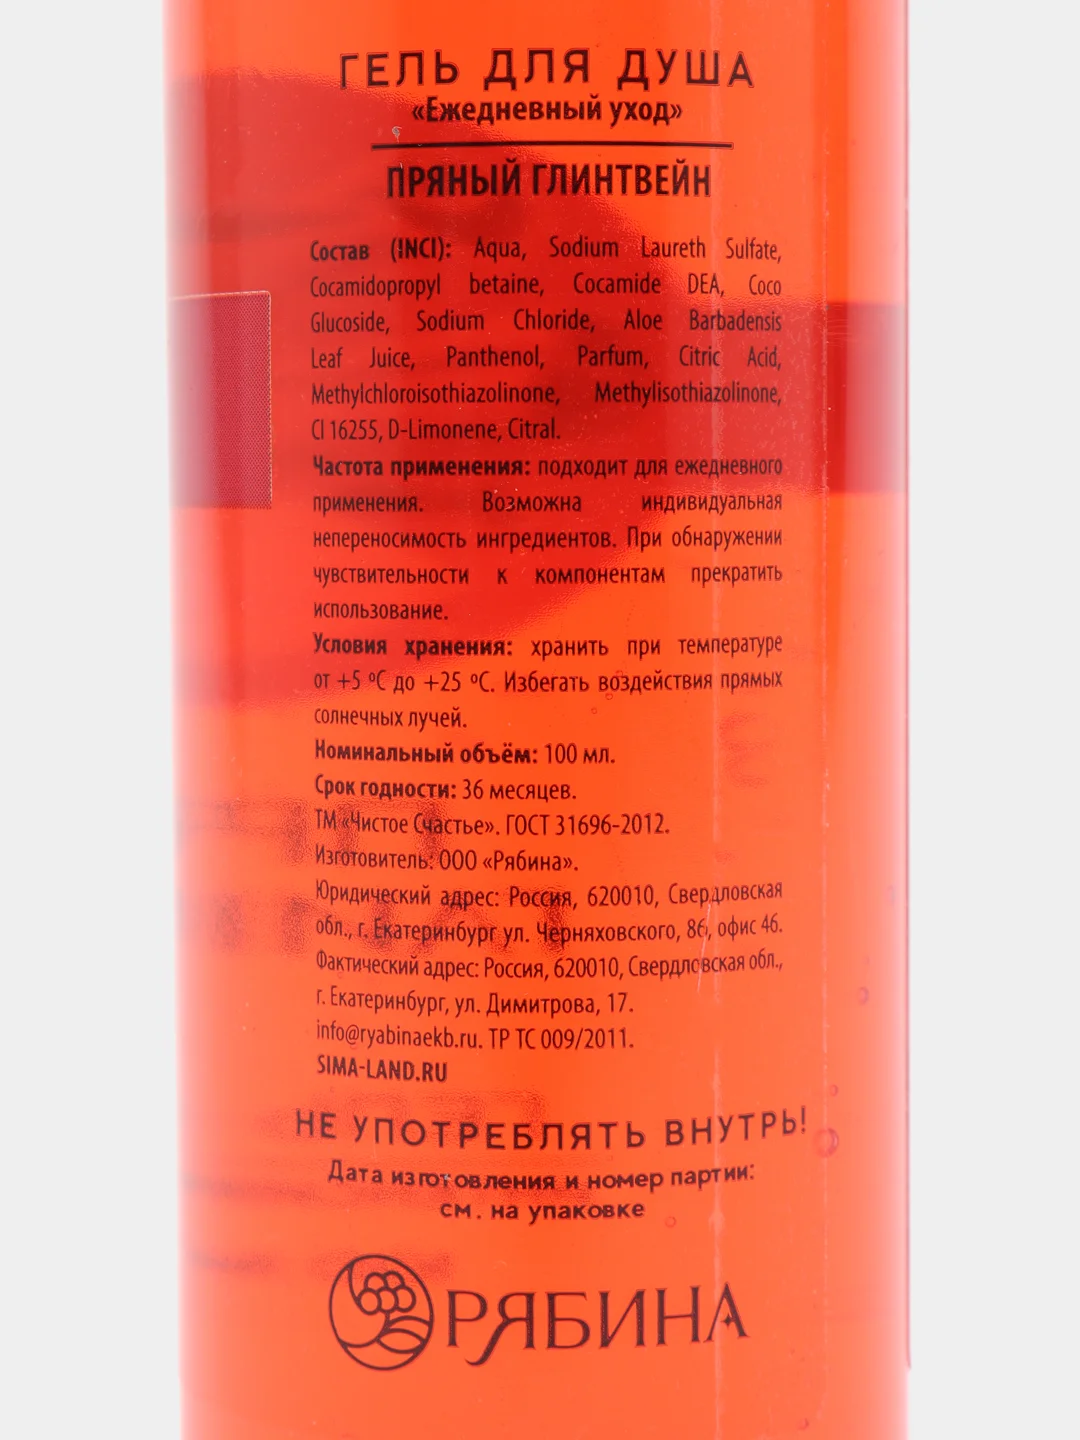 ГЕЛЬ ДЛЯ ДУША
«Ежедневный уход»
ПРЯНЫЙ ГЛИНТВЕЙН
Состав (INCI): Aqua, Sodium Laureth Sulfate,
Cocamidopropyl betaine, Cocamide DEA, Coco
Glucoside, Sodium Chloride, Aloe Barbadensis
Leaf Juice, Panthenol, Parfum, Citric Acid,
Methylchloroisothiazolinone, Methylisothiazolinone,
CI 16255, D-Limonene, Citral.
Частота применения: подходит для ежедневного
применения. Возможна индивидуальная
непереносимость ингредиентов. При обнаружении
чувствительности к компонентам прекратить
использование.
Условия хранения: хранить при температуре
от +5 ºС до +25 ºС. Избегать воздействия прямых
солнечных лучей.
Номинальный объём: 100 мл.
Срок годности: 36 месяцев.
ТМ «Чистое Счастье». ГОСТ 31696-2012.
Изготовитель: ООО «Рябина».
Юридический адрес: Россия, 620010, Свердловская
обл., г. Екатеринбург ул. Черняховского, 86, офис 46.
Фактический адрес: Россия, 620010, Свердловская обл.,
г. Екатеринбург, ул. Димитрова, 17.
info@ryabinaekb.ru. ТР ТС 009/2011.
SIMA-LAND.RU
НЕ УПОТРЕБЛЯТЬ ВНУТРЬ!
Дата изготовления и номер партии:
см. на упаковке
РЯБИНА